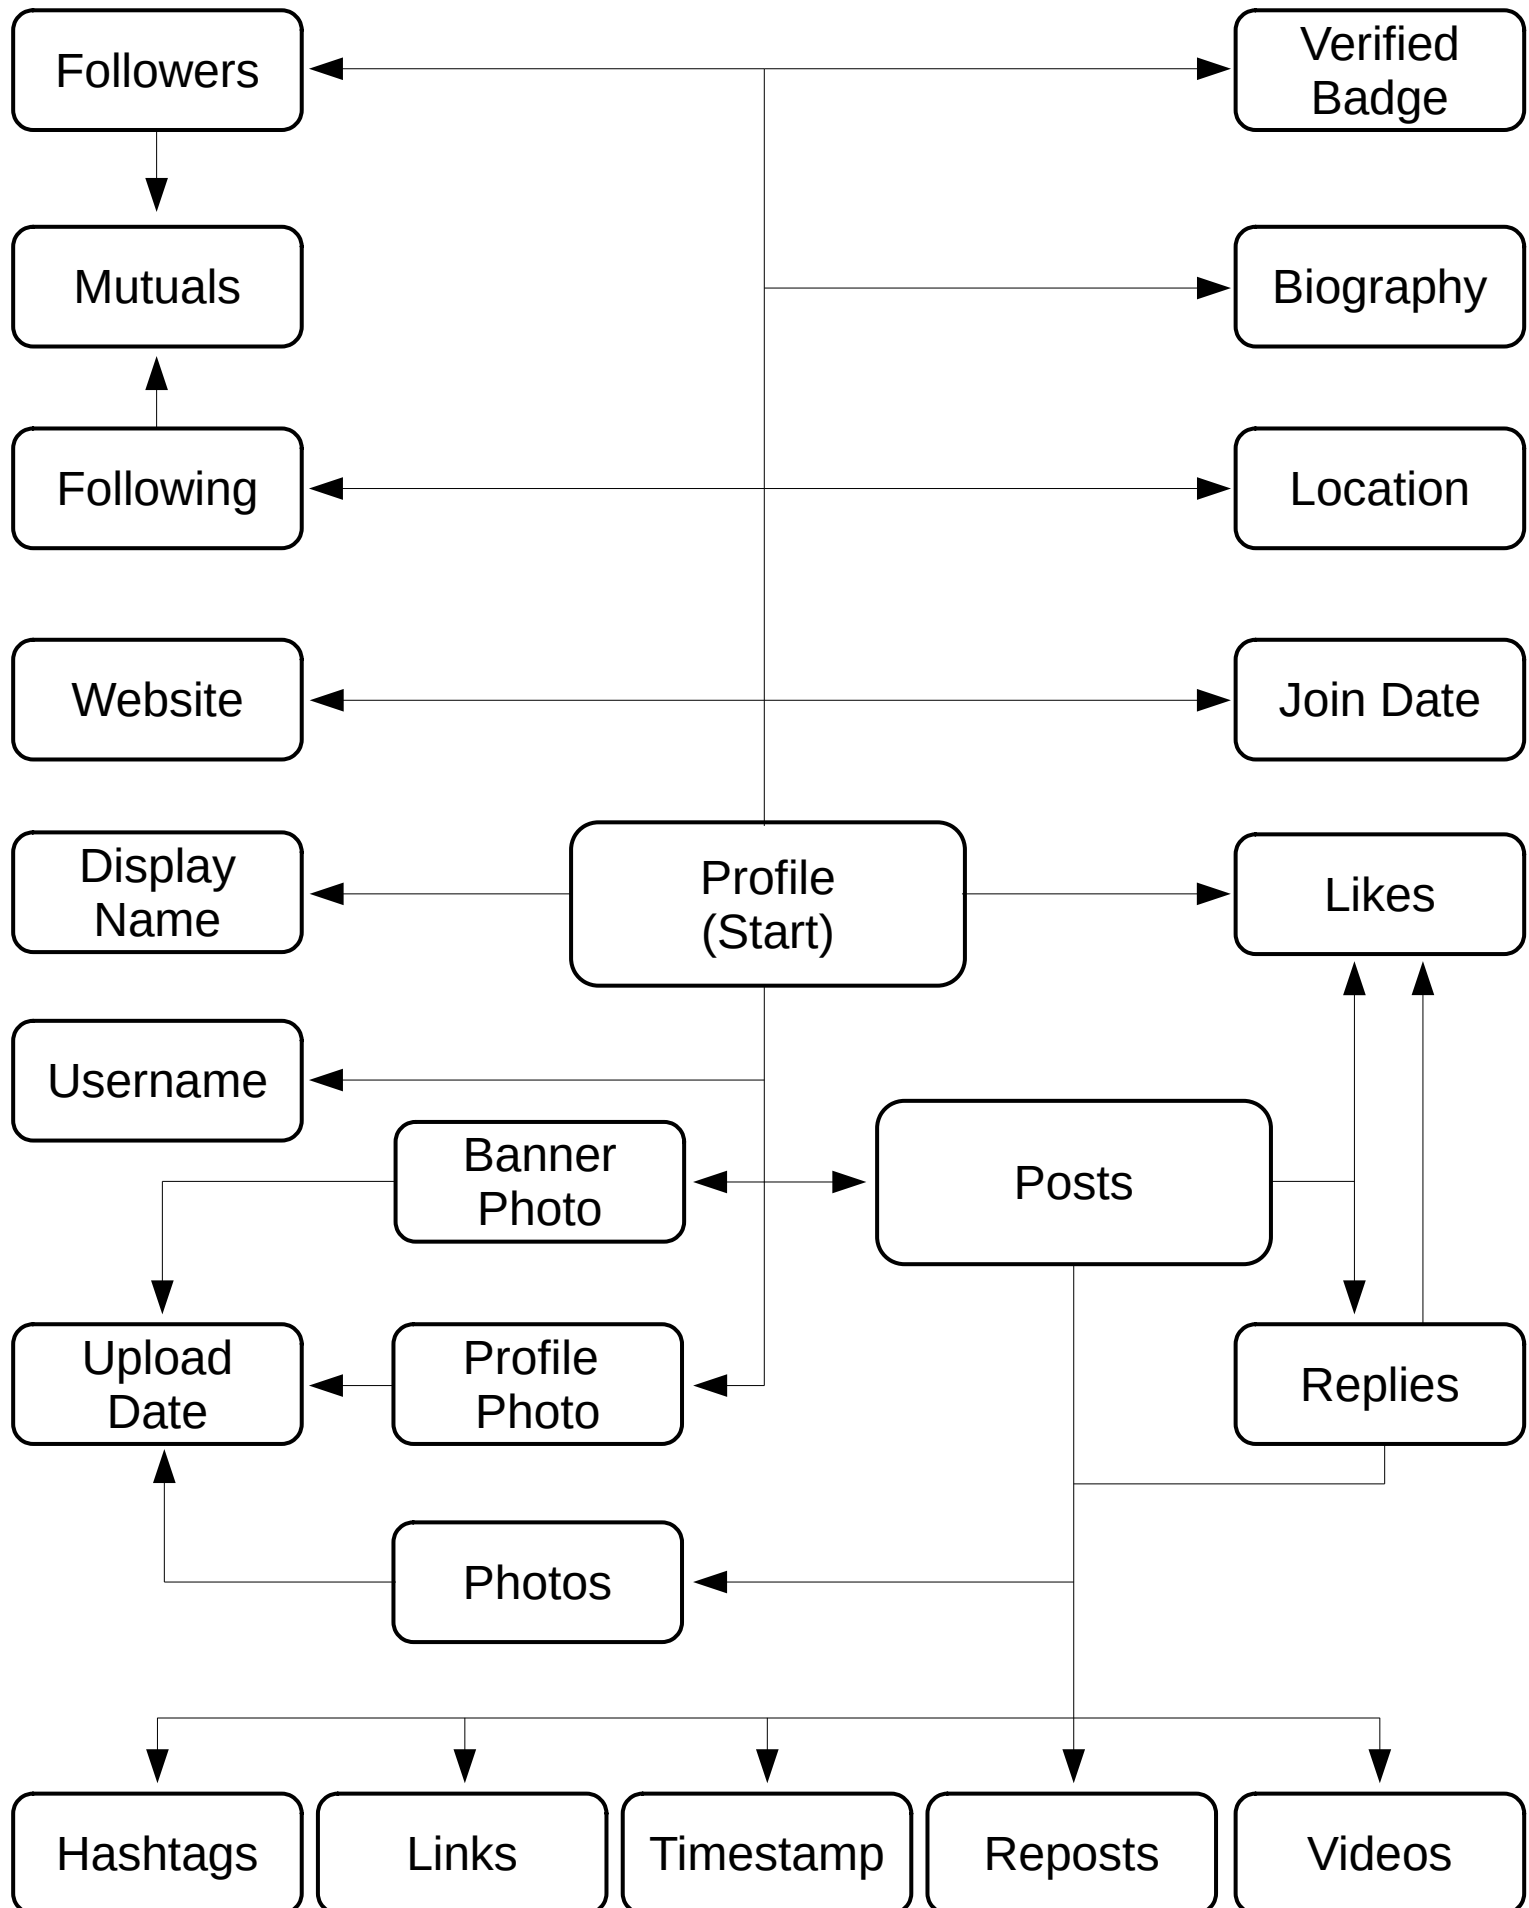 Followers
Verified
Badge
Mutuals
Biography
Following
Location
Website
Join Date
Display
Name
Profile
(Start)
Likes
Username
Banner
Photo
Posts
Upload
Date
Profile
Photo
Replies
Photos
Hashtags
Links
Timestamp
Reposts
Videos